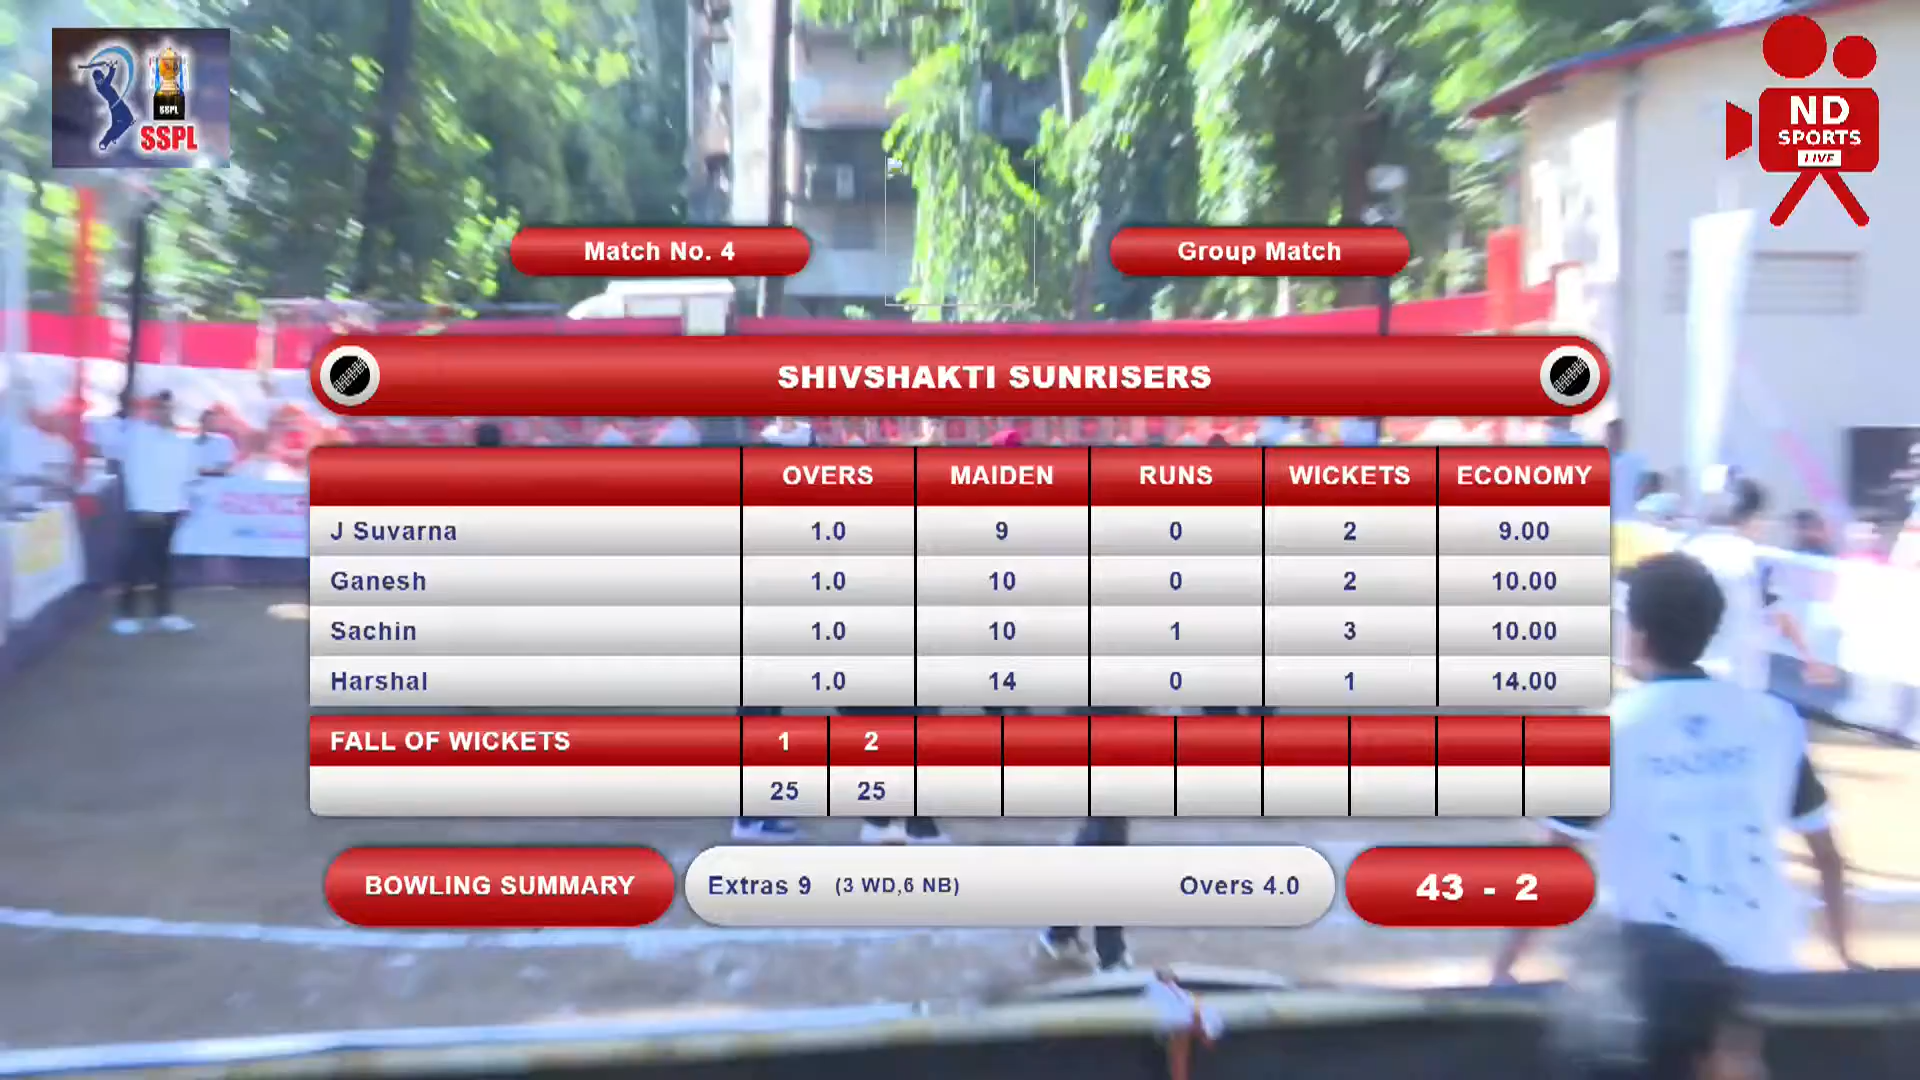 SSPL
SSPL
ND
SPORTS
LIVE
Match No. 4
Group Match
SHIVSHAKTI SUNRISERS
OVERS MAIDEN RUNS WICKETS ECONOMY
J Suvarna 1.0 9 0 2 9.00
Ganesh 1.0 10 0 2 10.00
Sachin 1.0 10 1 3 10.00
Harshal 1.0 14 0 1 14.00
FALL OF WICKETS 1 2
25 25
BOWLING SUMMARY Extras 9 (3 WD,6 NB) Overs 4.0 43 - 2